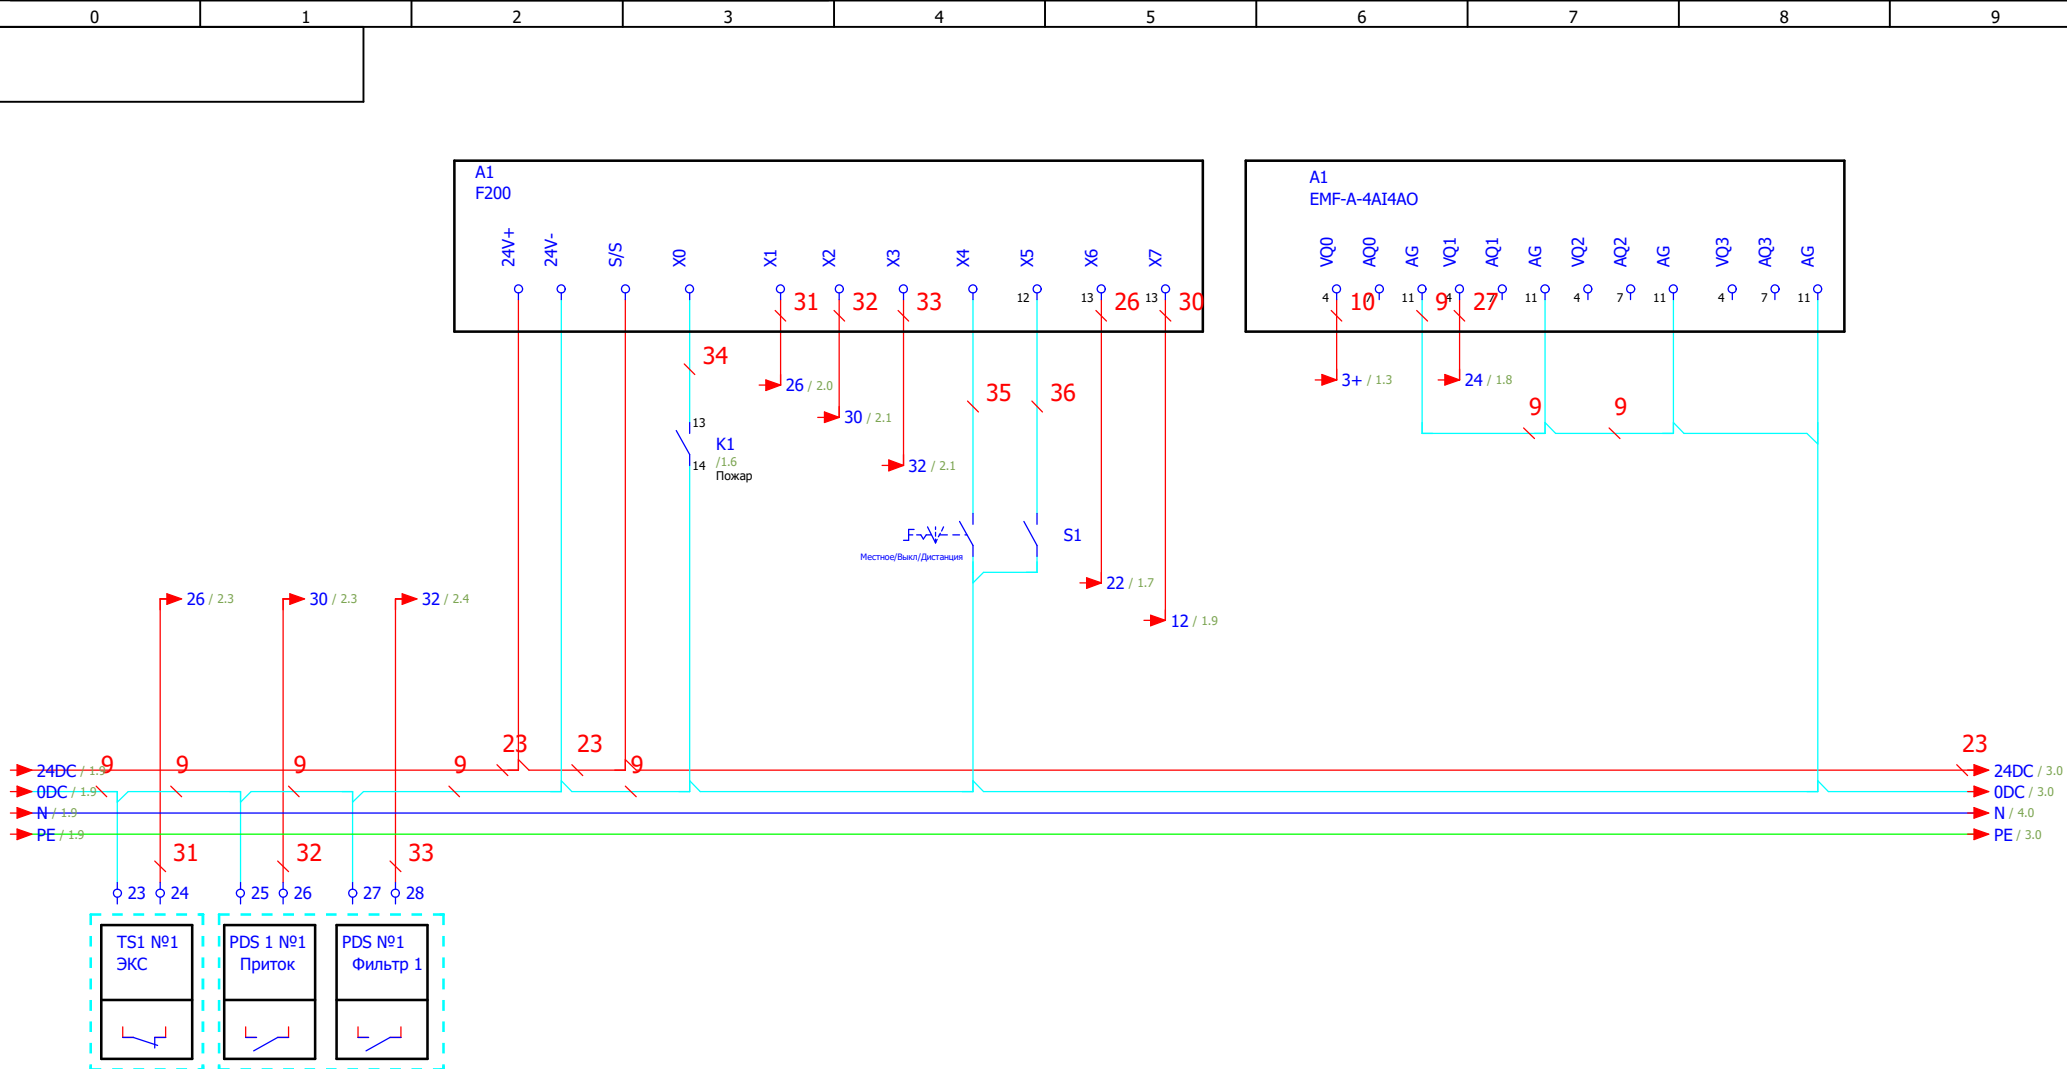 0 1 2 3 4 5 6 7 8 9
A1
F200
24V+ 24V- S/S X0 X1 X2 X3 X4 X5 X6 X7
12 13 13
31 32 33 26 30
A1
EMF-A-4AI4AO
VQ0 AQ0 AG VQ1 AQ1 AG VQ2 AQ2 AG VQ3 AQ3 AG
4 7 11 4 7 11 4 7 11 4 7 11
10 9 27
34
26 / 2.0
3+ / 1.3
24 / 1.8
35 36
9 9
30 / 2.1
13
K1
/1.6
14
Пожар
32 / 2.1
S1
Местное/Выкл/Дистанция
22 / 1.7
12 / 1.9
26 / 2.3
30 / 2.3
32 / 2.4
23 23 23
9 9 9 9 9
24DC / 1.9
24DC / 3.0
0DC / 1.9
0DC / 3.0
N / 1.9
N / 4.0
PE / 1.9
PE / 3.0
31 32 33
23 24 25 26 27 28
TS1 №1
ЭКС
PDS 1 №1
Приток
PDS №1
Фильтр 1